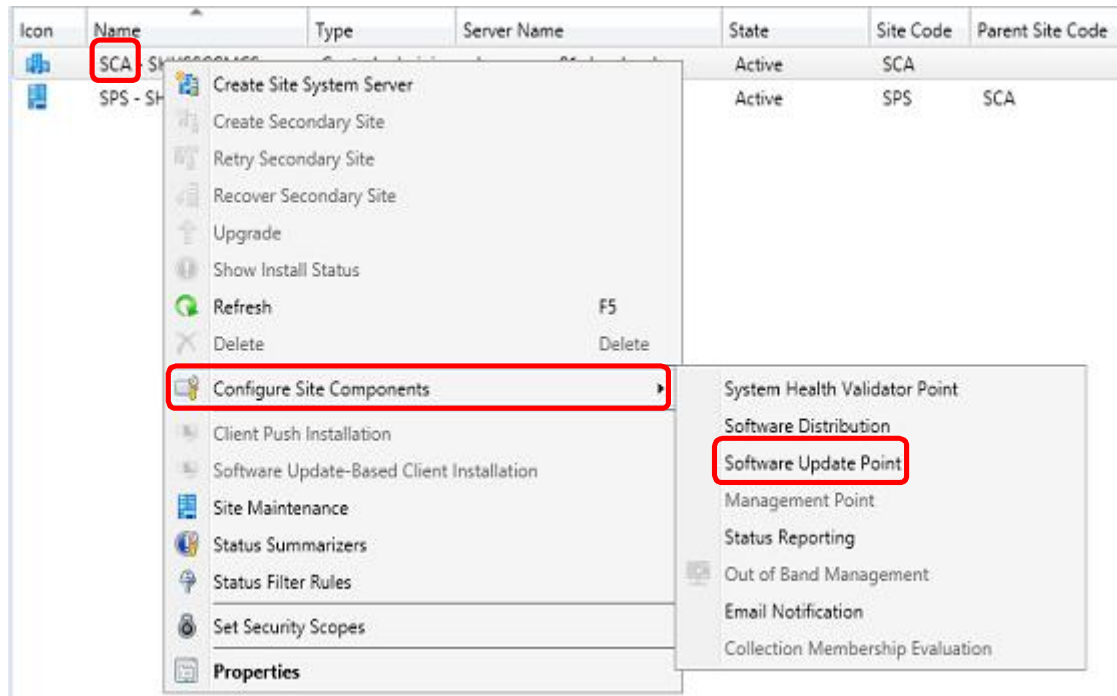 Icon Name Type Server Name State Site Code Parent Site Code
SCA - Active SCA
SPS - SH Active SPS SCA
Create Site System Server
Create Secondary Site
Retry Secondary Site
Recover Secondary Site
Upgrade
Show Install Status
Refresh F5
Delete Delete
Configure Site Components
Client Push Installation
Software Update-Based Client Installation
Site Maintenance
Status Summarizers
Status Filter Rules
Set Security Scopes
Properties
System Health Validator Point
Software Distribution
Software Update Point
Management Point
Status Reporting
Out of Band Management
Email Notification
Collection Membership Evaluation